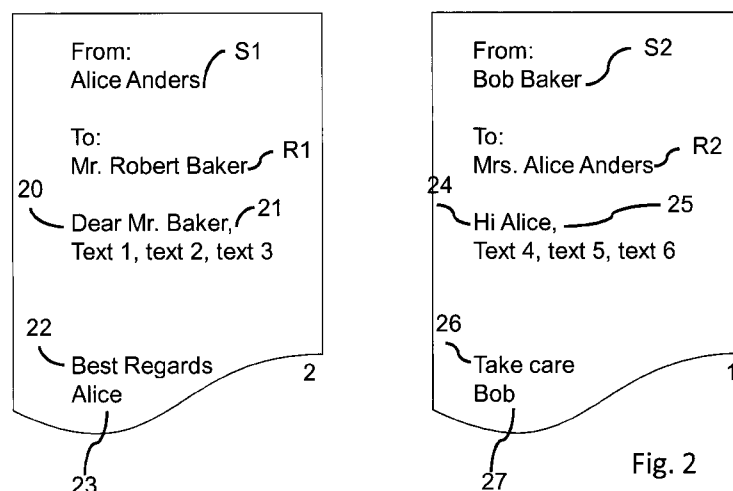 From:
Alice Anders
S1
To:
Mr. Robert Baker
R1
20
Dear Mr. Baker,
21
Text 1, text 2, text 3
22
Best Regards
Alice
2
23
From:
Bob Baker
S2
To:
Mrs. Alice Anders
R2
24
Hi Alice,
25
Text 4, text 5, text 6
26
Take care
Bob
1
27
Fig. 2